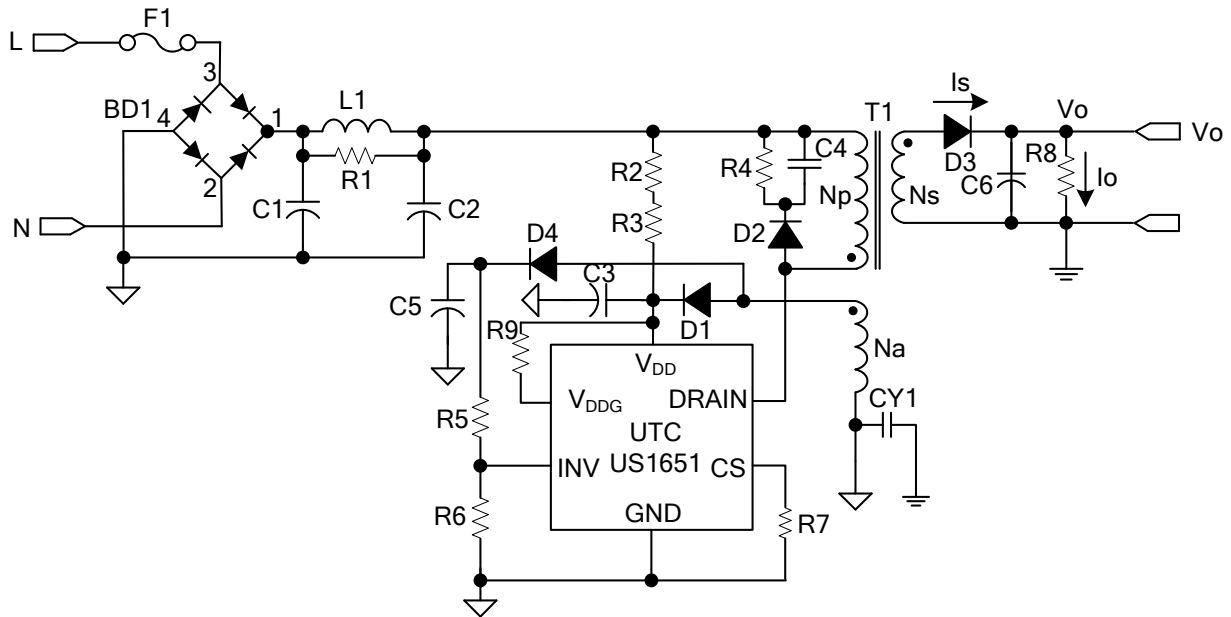 F1
L
3
BD1
4
1
2
N
L1
R1
C1
C2
R2
R3
R4
C4
T1
Np
Ns
D2
Is
D3
Vo
Vo
C6
R8
Io
D4
C3
C5
D1
R9
Na
CY1
VDD
VDDG
DRAIN
UTC
US1651
INV
CS
GND
R5
R6
R7